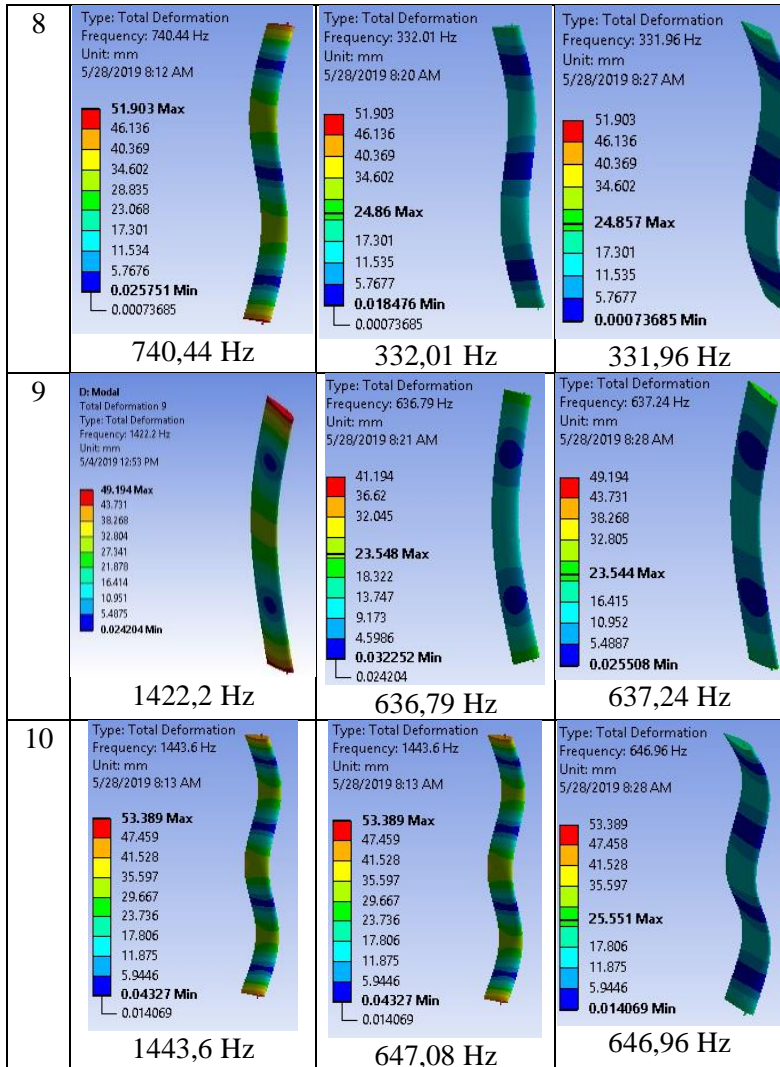 8
Type: Total Deformation
Frequency: 740.44 Hz
Unit: mm
5/28/2019 8:12 AM
51.903 Max
46.136
40.369
34.602
28.835
23.068
17.301
11.534
5.7676
0.025751 Min
0.00073685
740,44 Hz
Type: Total Deformation
Frequency: 332.01 Hz
Unit: mm
5/28/2019 8:20 AM
51.903
46.136
40.369
34.602
24.86 Max
17.301
11.535
5.7677
0.018476 Min
0.00073685
332,01 Hz
Type: Total Deformation
Frequency: 331.96 Hz
Unit: mm
5/28/2019 8:27 AM
51.903
46.136
40.369
34.602
24.857 Max
17.301
11.535
5.7677
0.00073685 Min
331,96 Hz
9
D: Modal
Total Deformation 9
Type: Total Deformation
Frequency: 1422.2 Hz
Unit: mm
5/4/2019 12:53 PM
49.194 Max
43.731
38.268
32.804
27.341
21.878
16.414
10.951
5.4875
0.024204 Min
1422,2 Hz
Type: Total Deformation
Frequency: 636.79 Hz
Unit: mm
5/28/2019 8:21 AM
41.194
36.62
32.045
23.548 Max
18.322
13.747
9.173
4.5986
0.032252 Min
0.024204
636,79 Hz
Type: Total Deformation
Frequency: 637.24 Hz
Unit: mm
5/28/2019 8:28 AM
49.194
43.731
38.268
32.805
23.544 Max
16.415
10.952
5.4887
0.025508 Min
637,24 Hz
10
Type: Total Deformation
Frequency: 1443.6 Hz
Unit: mm
5/28/2019 8:13 AM
53.389 Max
47.459
41.528
35.597
29.667
23.736
17.806
11.875
5.9446
0.04327 Min
0.014069
1443,6 Hz
Type: Total Deformation
Frequency: 1443.6 Hz
Unit: mm
5/28/2019 8:13 AM
53.389 Max
47.459
41.528
35.597
29.667
23.736
17.806
11.875
5.9446
0.04327 Min
0.014069
647,08 Hz
Type: Total Deformation
Frequency: 646.96 Hz
Unit: mm
5/28/2019 8:28 AM
53.389
47.458
41.528
35.597
25.551 Max
17.806
11.875
5.9446
0.014069 Min
646,96 Hz